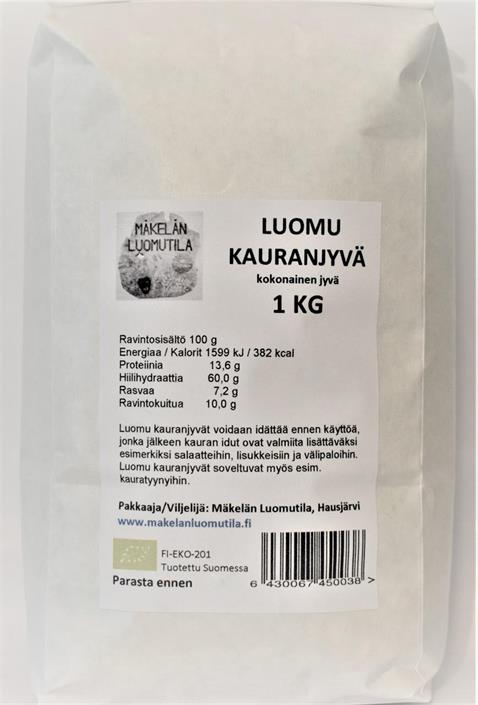 MÄKELÄN
LUOMUTILA
LUOMU
KAURANJYVÄ
kokonainen jyvä
1 KG
Ravintosisältö 100 g
Energiaa / Kalorit 1599 kJ / 382 kcal
Proteiinia 13,6 g
Hiilihydraattia 60,0 g
Rasvaa 7,2 g
Ravintokuitua 10,0 g
Luomu kauranjyvät voidaan idättää ennen käyttöä,
jonka jälkeen kauran idut ovat valmiita lisättäväksi
esimerkiksi salaatteihin, lisukkeisiin ja välipaloihin.
Luomu kauranjyvät soveltuvat myös esim.
kauratyynyihin.
Pakkaaja/Viljelijä: Mäkelän Luomutila, Hausjärvi
www.makelanluomutila.fi
FI-EKO-201
Tuotettu Suomessa
Parasta ennen
6 430067 450038 >